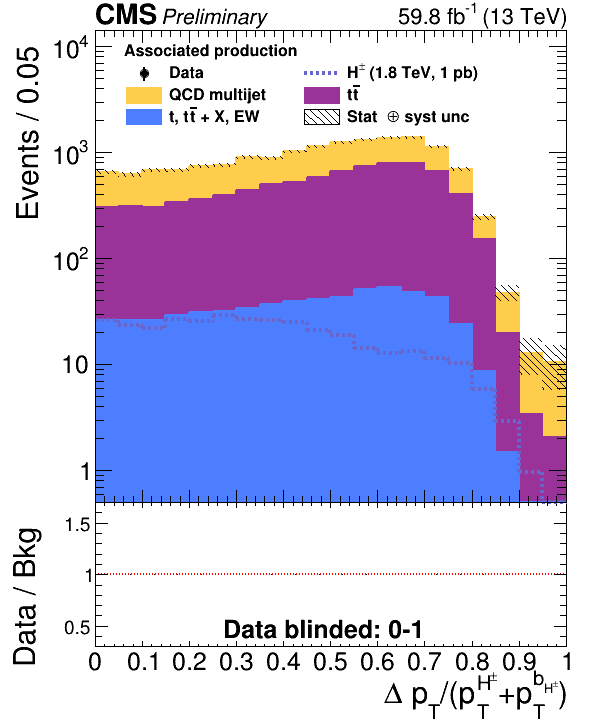 CMS Preliminary 59.8 fb⁻¹ (13 TeV)
10⁴
Associated production
Data H± (1.8 TeV, 1 pb)
QCD multijet tt̄
t, tt̄ + X, EW Stat ⊕ syst unc
Events / 0.05
10³
10²
10
1
Data / Bkg
1.5
1
0.5
Data blinded: 0-1
0 0.1 0.2 0.3 0.4 0.5 0.6 0.7 0.8 0.9 1
Δ p_T/(p_T^{H±}+p_T^{b_{H±}})